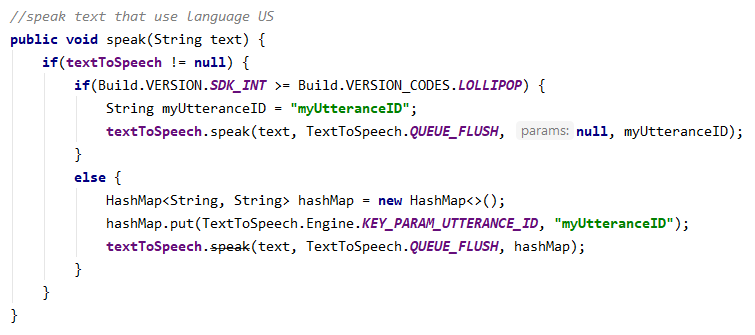 //speak text that use language US
public void speak(String text) {
    if(textToSpeech != null) {
        if(Build.VERSION.SDK_INT >= Build.VERSION_CODES.LOLLIPOP) {
            String myUtteranceID = "myUtteranceID";
            textToSpeech.speak(text, TextToSpeech.QUEUE_FLUSH, params: null, myUtteranceID);
        }
        else {
            HashMap<String, String> hashMap = new HashMap<>();
            hashMap.put(TextToSpeech.Engine.KEY_PARAM_UTTERANCE_ID, "myUtteranceID");
            textToSpeech.speak(text, TextToSpeech.QUEUE_FLUSH, hashMap);
        }
    }
}